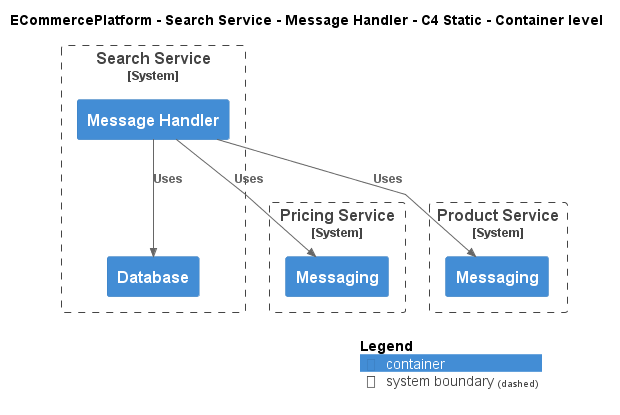 ECommercePlatform - Search Service - Message Handler - C4 Static - Container level
Search Service
[System]
Message Handler
Uses
Uses
Uses
Pricing Service
[System]
Product Service
[System]
Database
Messaging
Messaging
Legend
container
system boundary (dashed)